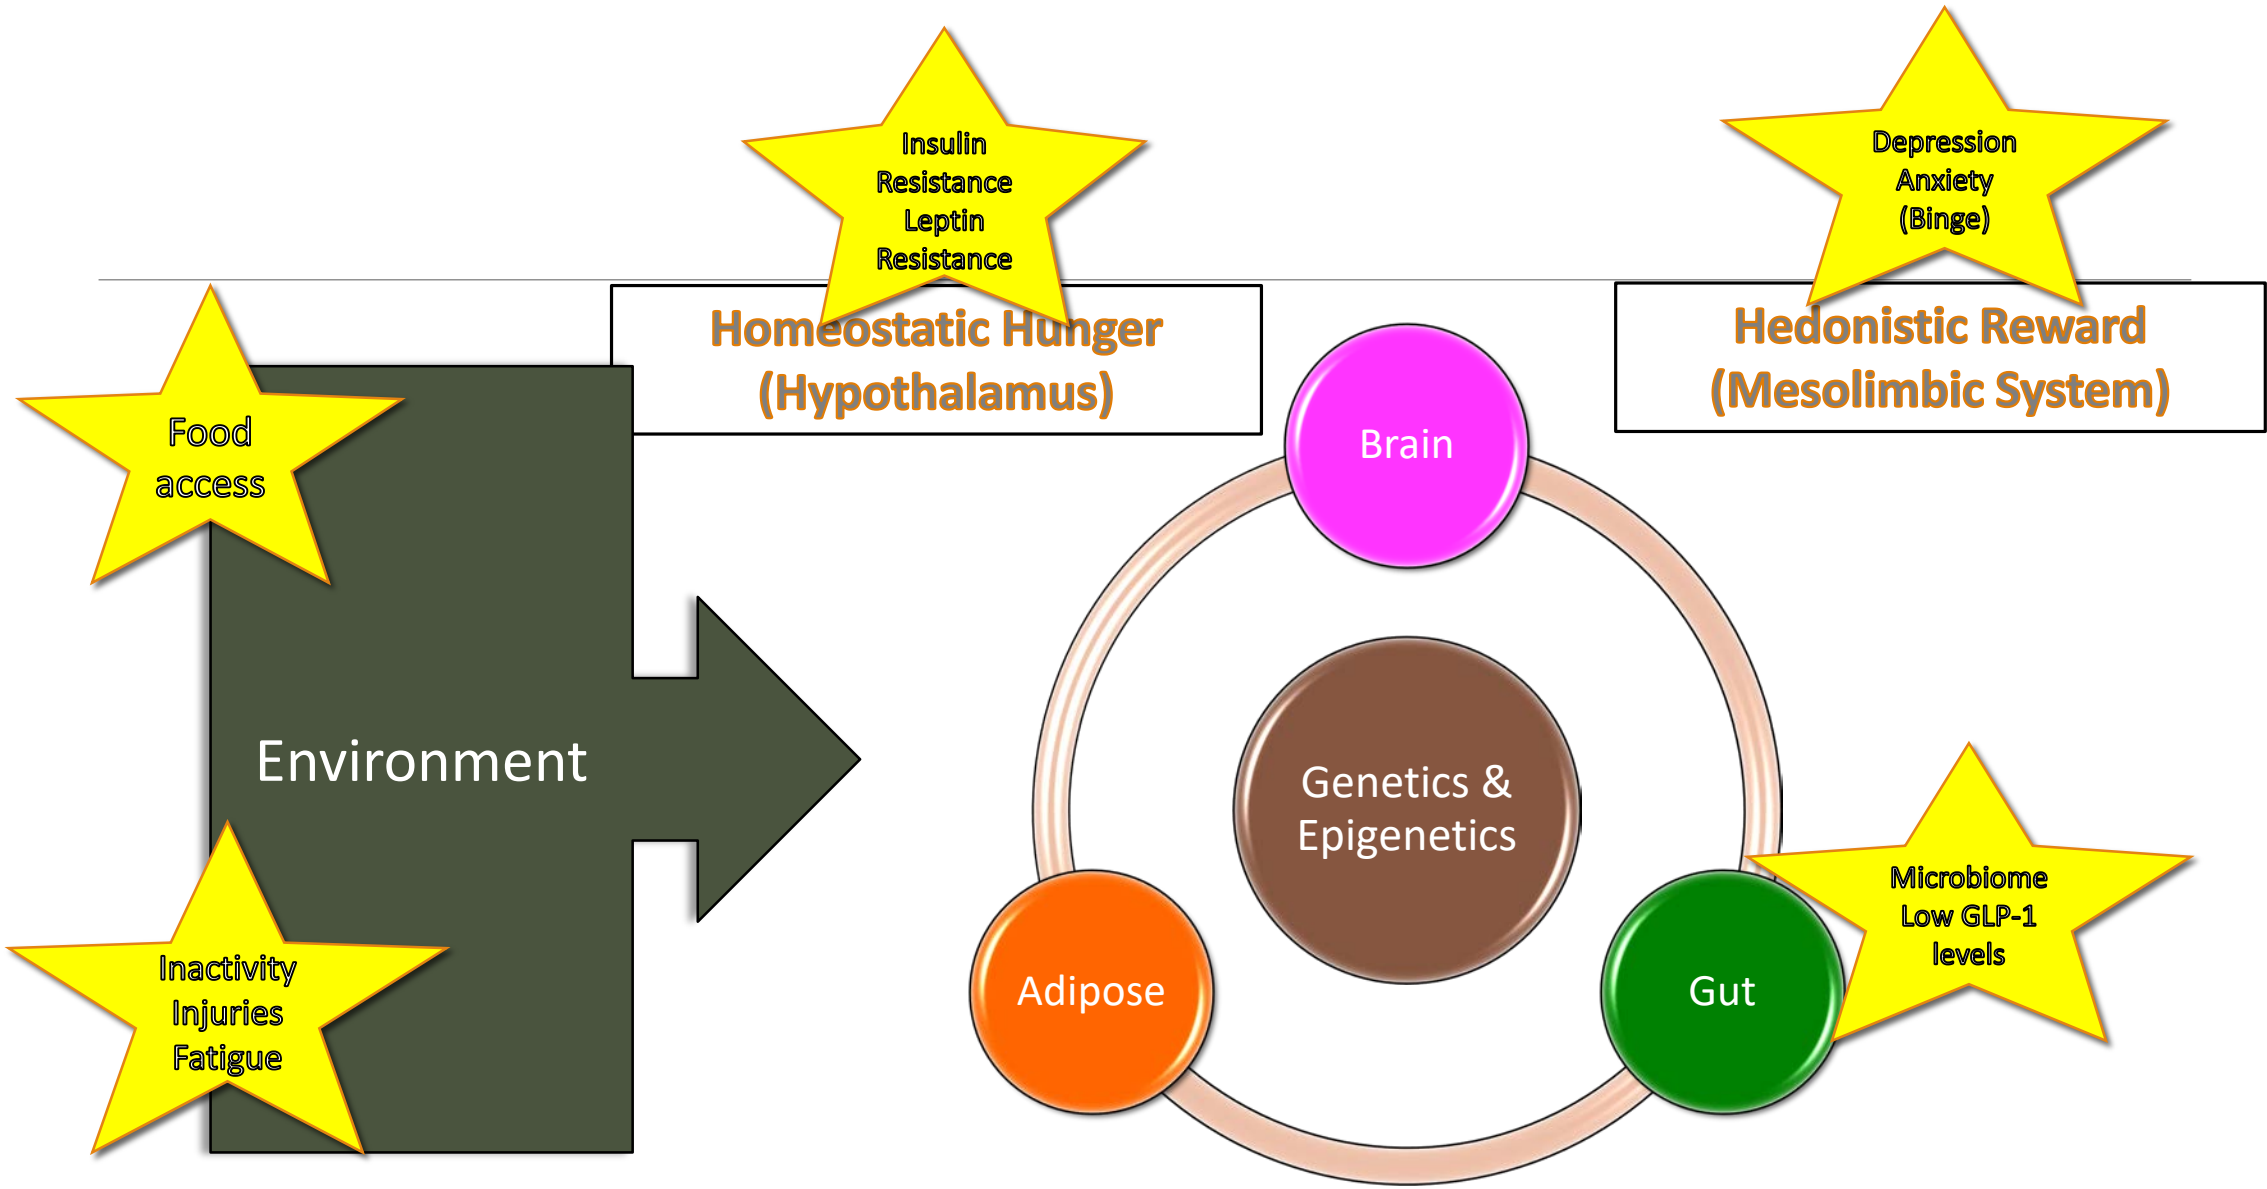 Insulin
Resistance
Leptin
Resistance
Depression
Anxiety
(Binge)
Homeostatic Hunger
(Hypothalamus)
Hedonistic Reward
(Mesolimbic System)
Food
access
Brain
Environment
Genetics &
Epigenetics
Microbiome
Low GLP-1
levels
Inactivity
Injuries
Fatigue
Adipose
Gut